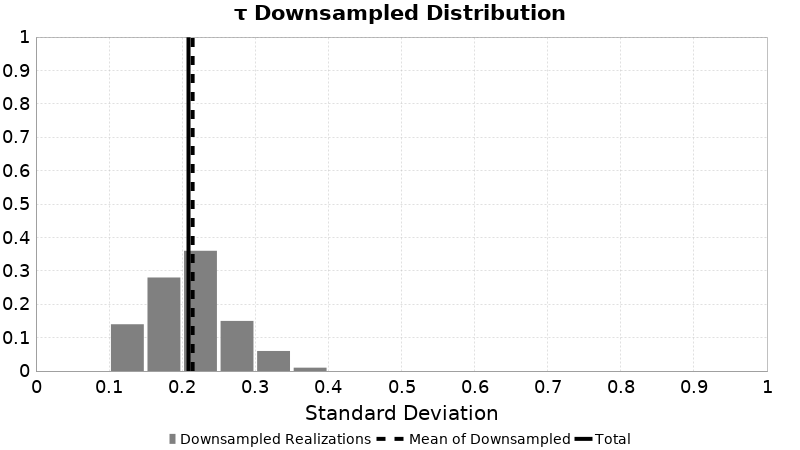 τ Downsampled Distribution
1
0.9
0.8
0.7
0.6
0.5
0.4
0.3
0.2
0.1
0
0 0.1 0.2 0.3 0.4 0.5 0.6 0.7 0.8 0.9 1
Standard Deviation
Downsampled Realizations Mean of Downsampled Total